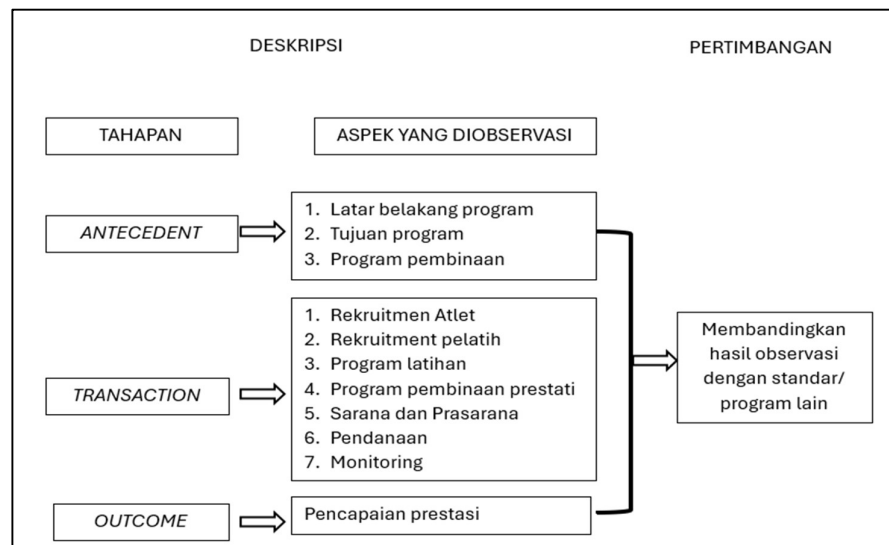 DESKRIPSI
PERTIMBANGAN
TAHAPAN
ASPEK YANG DIOBSERVASI
ANTECEDENT
1. Latar belakang program
2. Tujuan program
3. Program pembinaan
TRANSACTION
1. Rekruitmen Atlet
2. Rekruitment pelatih
3. Program latihan
4. Program pembinaan prestati
5. Sarana dan Prasarana
6. Pendanaan
7. Monitoring
OUTCOME
Pencapaian prestasi
Membandingkan
hasil observasi
dengan standar/
program lain